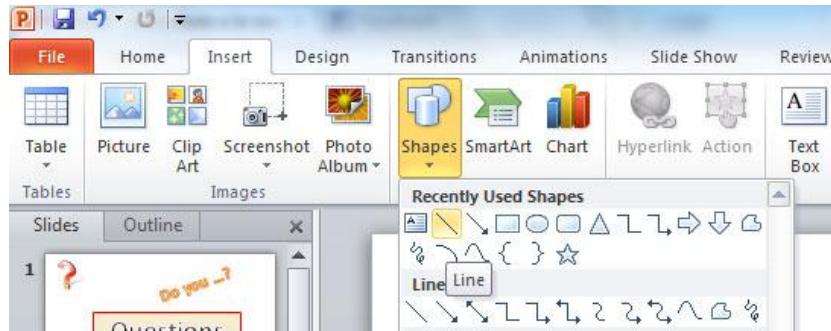 File Home Insert Design Transitions Animations Slide Show Review
Table Picture Clip Art Screenshot Photo Album Shapes SmartArt Chart Hyperlink Action Text Box
Tables Images
Recently Used Shapes
Slides Outline
Line
Line
1
Do you ...?
Questions